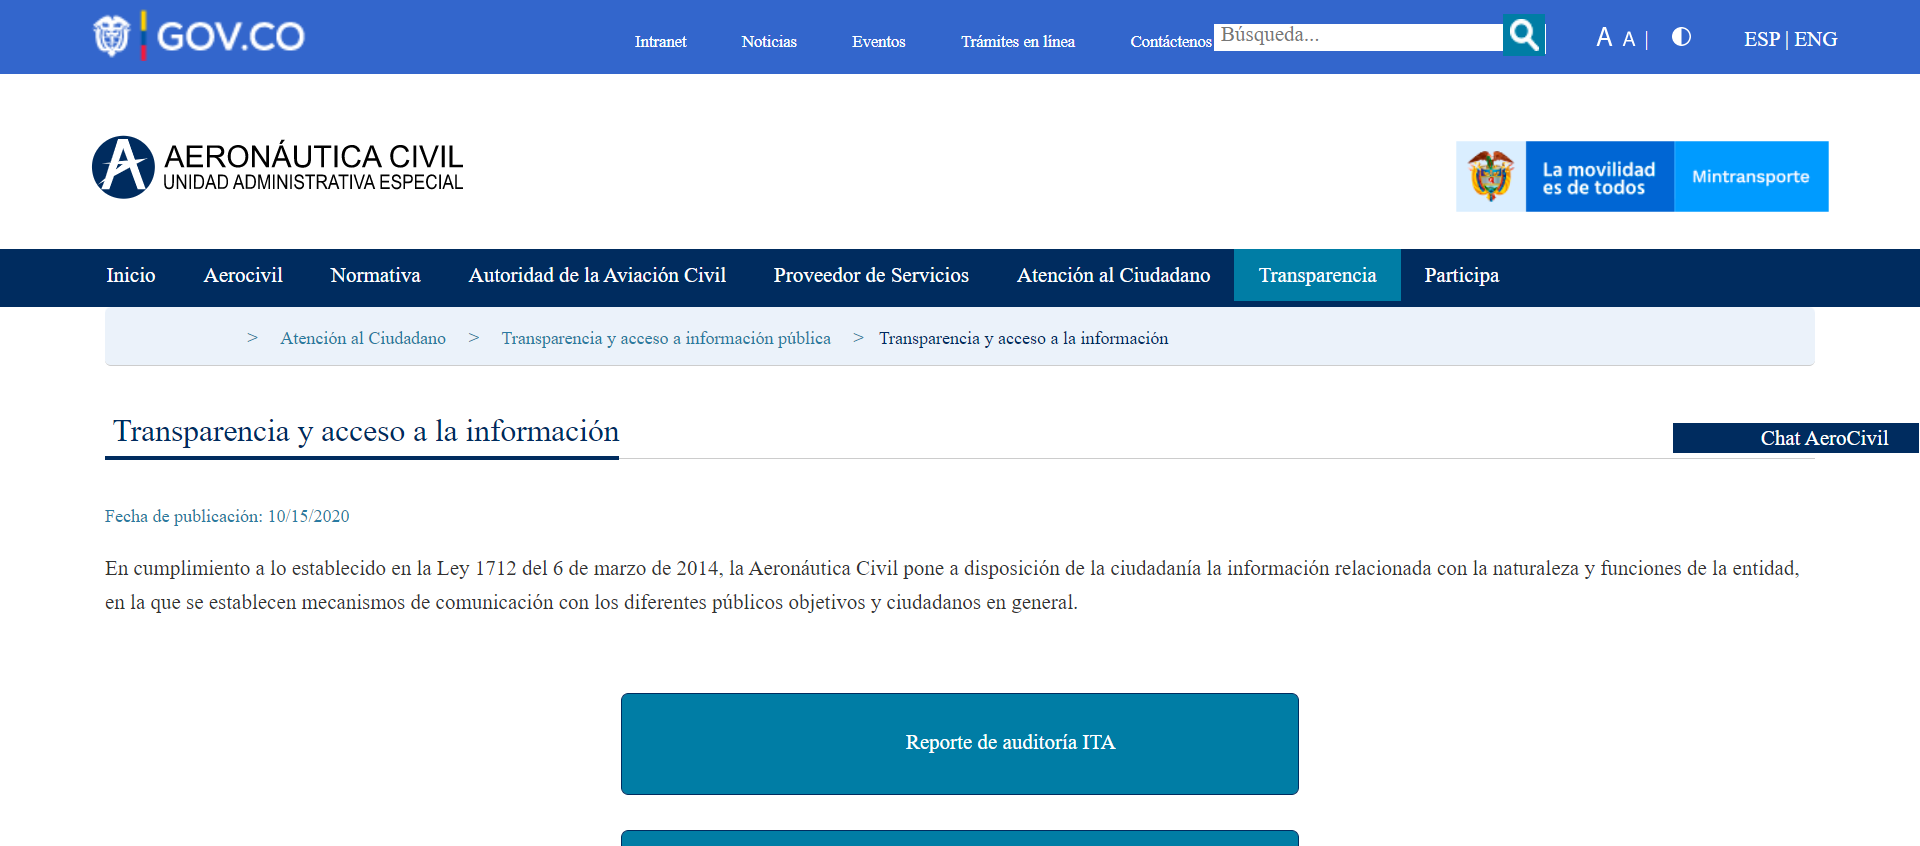 GOV.CO
Intranet Noticias Eventos Trámites en línea Contáctenos Búsqueda... A A | ESP | ENG
AERONÁUTICA CIVIL
UNIDAD ADMINISTRATIVA ESPECIAL
La movilidad
es de todos
Mintransporte
Inicio Aerocivil Normativa Autoridad de la Aviación Civil Proveedor de Servicios Atención al Ciudadano Transparencia Participa
> Atención al Ciudadano > Transparencia y acceso a información pública > Transparencia y acceso a la información
Transparencia y acceso a la información
Chat AeroCivil
Fecha de publicación: 10/15/2020
En cumplimiento a lo establecido en la Ley 1712 del 6 de marzo de 2014, la Aeronáutica Civil pone a disposición de la ciudadanía la información relacionada con la naturaleza y funciones de la entidad,
en la que se establecen mecanismos de comunicación con los diferentes públicos objetivos y ciudadanos en general.
Reporte de auditoría ITA